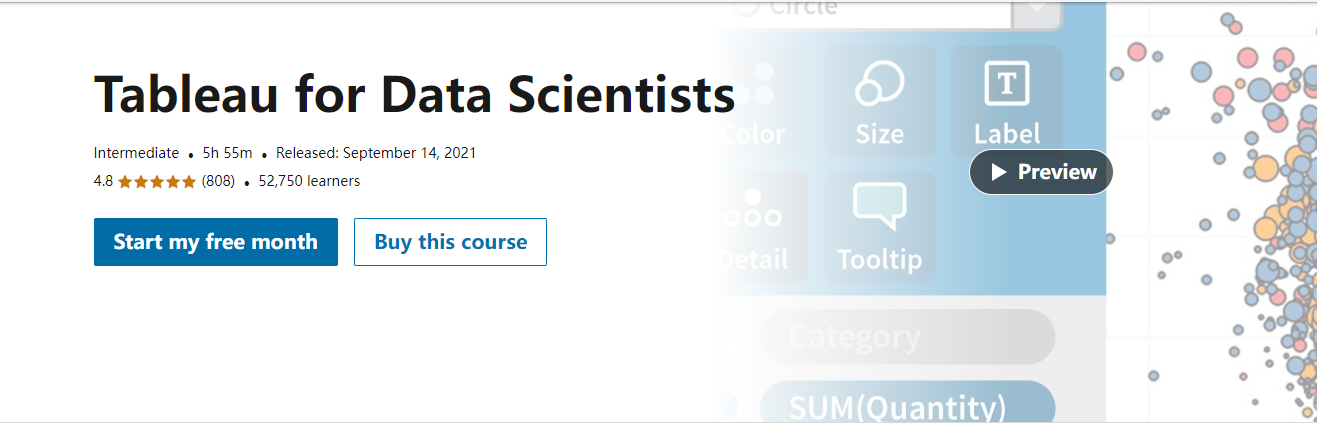 Circle
Tableau for Data Scientists
Color
Size
T
Label
Intermediate • 5h 55m • Released: September 14, 2021
Preview
4.8 ★★★★★ (808) • 52,750 learners
Start my free month
Buy this course
Detail
Tooltip
Category
SUM(Quantity)